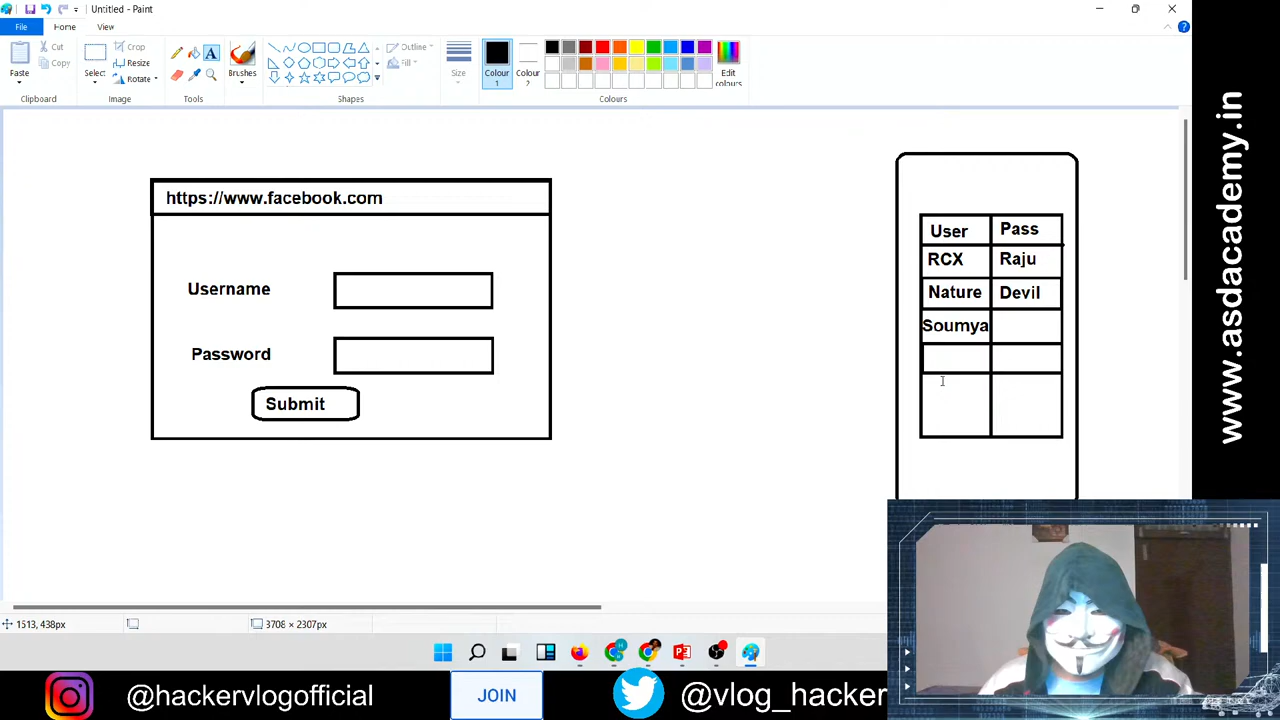 Untitled - Paint
File Home View
Paste
Cut
Copy
Clipboard
Select
Crop
Resize
Rotate
Image
A
Tools
Brushes
Outline
Fill
Shapes
Size
Colour
1
Colour
2
Edit
colours
Colours
https://www.facebook.com
Username
Password
Submit
User Pass
RCX Raju
Nature Devil
Soumya
1513, 438px
3708 × 2307px
@hackervlogofficial
JOIN
@vlog_hacker
www.asdacademy.in